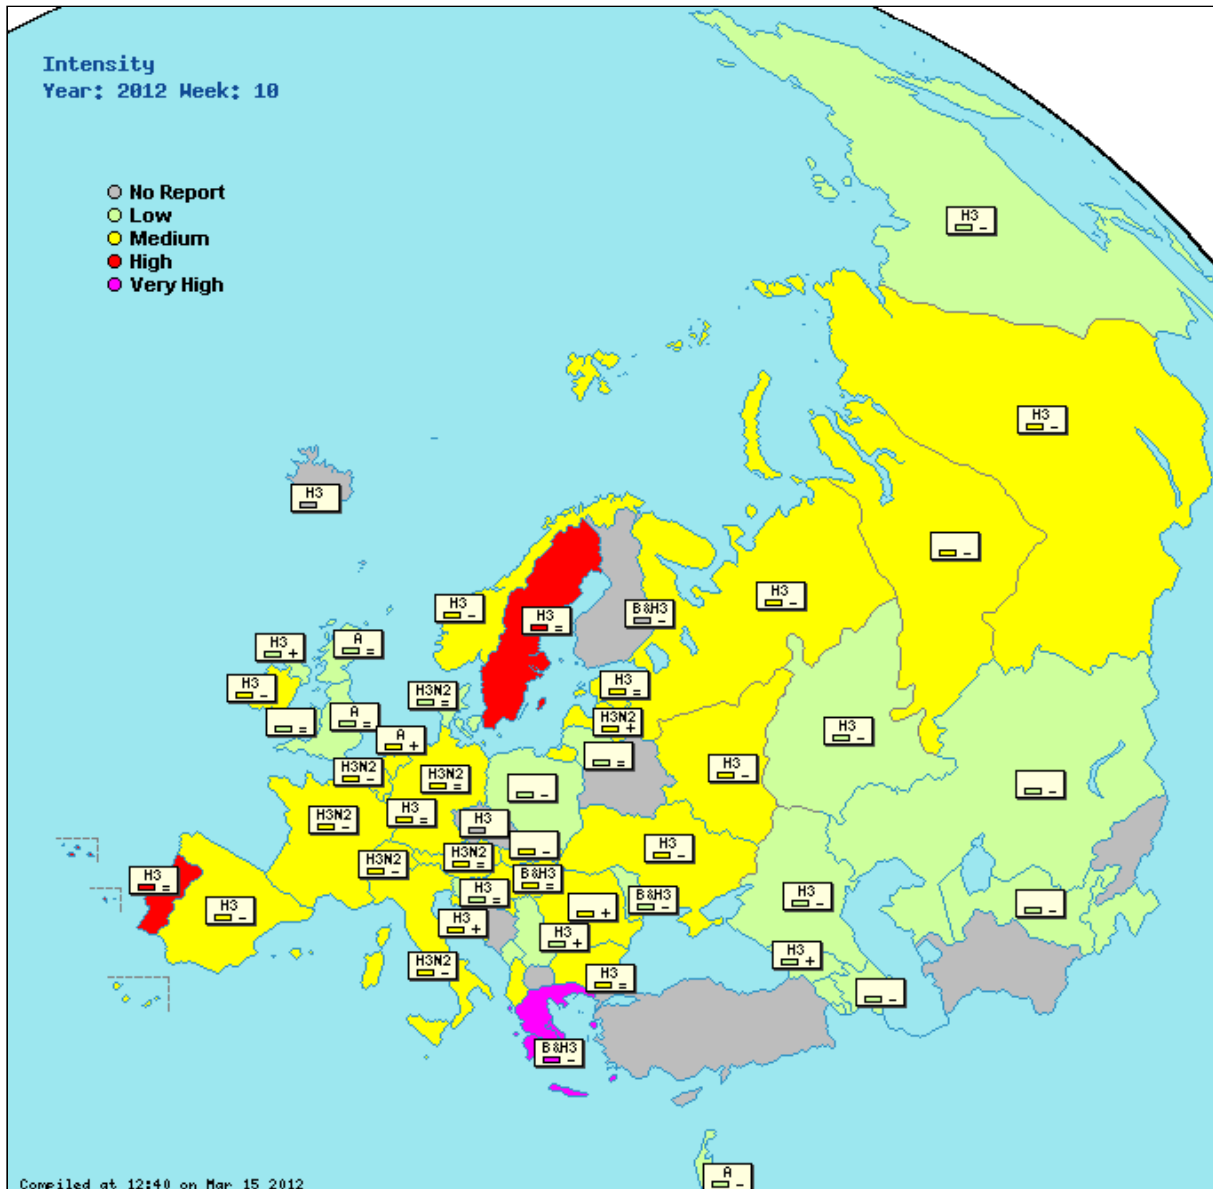 Intensity
Year: 2012 Week: 10
No Report
Low
Medium
High
Very High
H3
-
H3
-
H3
-
H3
-
H3
-
H3
=
B&H3
-
H3
+
A
=
H3
-
H3N2
=
H3
=
=
A
=
H3N2
+
A
+
H3
-
=
H3N2
-
H3N2
=
-
H3
-
-
H3N2
-
H3
=
H3
-
H3
-
H3N2
-
H3N2
=
H3
=
B&H3
=
H3
=
B&H3
-
H3
-
-
H3
-
+
H3
+
H3
+
H3N2
-
H3
=
H3
+
-
B&H3
-
A
-
Compiled at 12:40 on Mar 15 2012